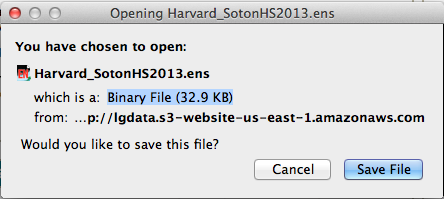 Opening Harvard_SotonHS2013.ens
You have chosen to open:
Harvard_SotonHS2013.ens
which is a: Binary File (32.9 KB)
from: ...p://lgdata.s3-website-us-east-1.amazonaws.com
Would you like to save this file?
Cancel Save File